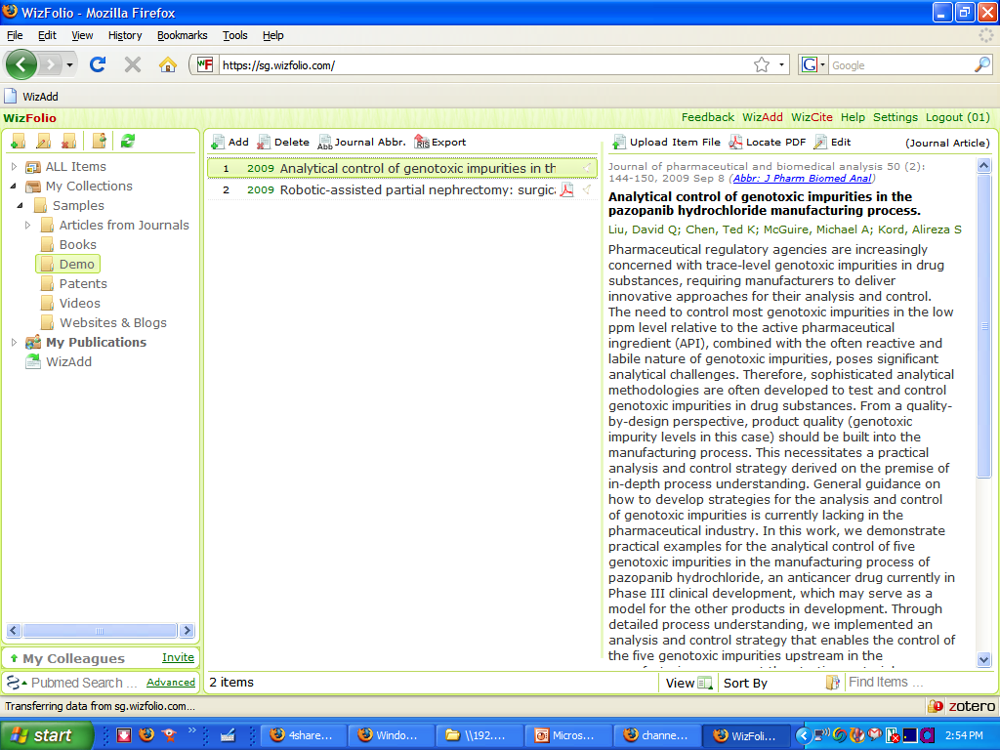 WizFolio - Mozilla Firefox
File Edit View History Bookmarks Tools Help
https://sg.wizfolio.com/
Google
WizAdd
WizFolio
Feedback WizAdd WizCite Help Settings Logout (01)
Add Delete Journal Abbr. Export
Upload Item File Locate PDF Edit (Journal Article)
ALL Items
My Collections
Samples
Articles from Journals
Books
Demo
Patents
Videos
Websites & Blogs
My Publications
WizAdd
1 2009 Analytical control of genotoxic impurities in th
2 2009 Robotic-assisted partial nephrectomy: surgica
Journal of pharmaceutical and biomedical analysis 50 (2):
144-150, 2009 Sep 8 (Abbr: J Pharm Biomed Anal)
Analytical control of genotoxic impurities in the
pazopanib hydrochloride manufacturing process.
Liu, David Q; Chen, Ted K; McGuire, Michael A; Kord, Alireza S
Pharmaceutical regulatory agencies are increasingly
concerned with trace-level genotoxic impurities in drug
substances, requiring manufacturers to deliver
innovative approaches for their analysis and control.
The need to control most genotoxic impurities in the low
ppm level relative to the active pharmaceutical
ingredient (API), combined with the often reactive and
labile nature of genotoxic impurities, poses significant
analytical challenges. Therefore, sophisticated analytical
methodologies are often developed to test and control
genotoxic impurities in drug substances. From a quality-
by-design perspective, product quality (genotoxic
impurity levels in this case) should be built into the
manufacturing process. This necessitates a practical
analysis and control strategy derived on the premise of
in-depth process understanding. General guidance on
how to develop strategies for the analysis and control
of genotoxic impurities is currently lacking in the
pharmaceutical industry. In this work, we demonstrate
practical examples for the analytical control of five
genotoxic impurities in the manufacturing process of
pazopanib hydrochloride, an anticancer drug currently in
Phase III clinical development, which may serve as a
model for the other products in development. Through
detailed process understanding, we implemented an
analysis and control strategy that enables the control of
the five genotoxic impurities upstream in the
My Colleagues Invite
Pubmed Search ... Advanced
2 items
View Sort By Find Items ...
Transferring data from sg.wizfolio.com...
zotero
start
4share...
Windo...
\\192....
Micros...
channe...
WizFoli...
2:54 PM